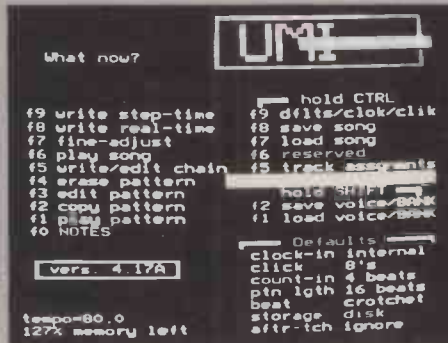 What now?
UMI
f9 write step-time
f8 write real-time
f7 fine-adjust
f6 play song
f5 write/edit chain
f4 erase pattern
f3 edit pattern
f2 copy pattern
f1 play pattern
f0 NOTES
vers. 4.17A
tempo=80.0
127% memory left
hold CTRL
f9 dflts/clok/clik
f8 save song
f7 load song
f6 reserved
f5 track assgments
hold SHIFT
f2 save voice/BANK
f1 load voice/BANK
Defaults
clock-in internal
click 8's
count-in 4 beats
ptn lgth 16 beats
beat crotchet
storage disk
aftr-tch ignore